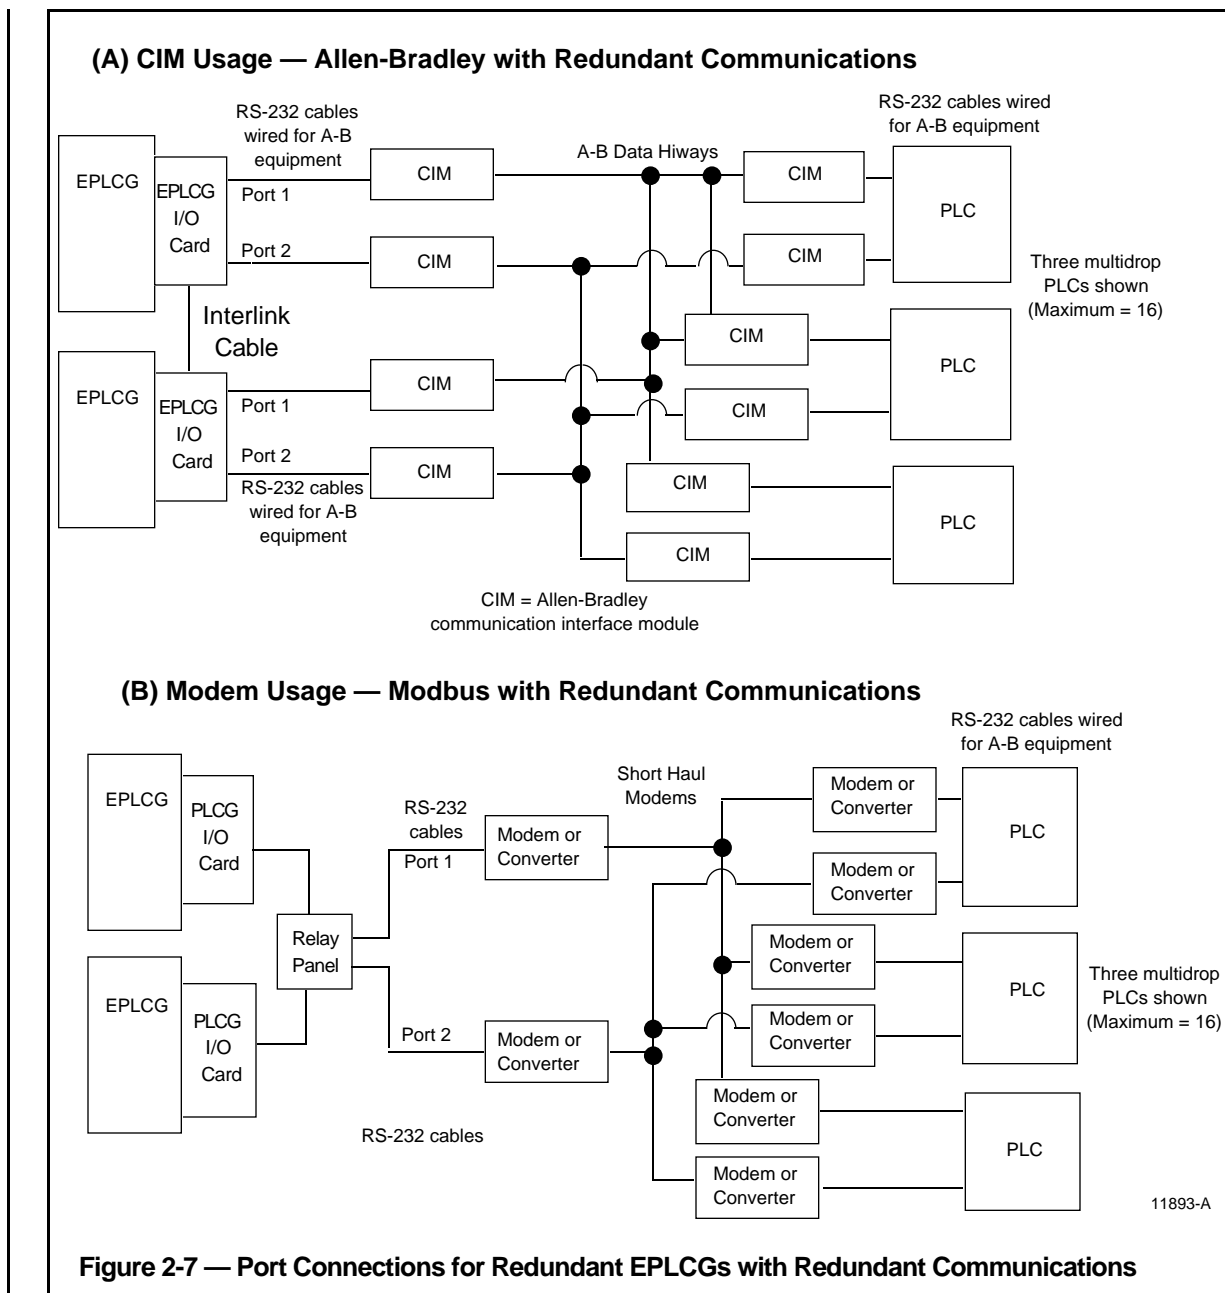 (A) CIM Usage — Allen-Bradley with Redundant Communications
RS-232 cables
wired for A-B
equipment
RS-232 cables wired
for A-B equipment
A-B Data Hiways
EPLCG
EPLCG
I/O
Card
Port 1
Port 2
CIM
CIM
CIM
CIM
PLC
Three multidrop
PLCs shown
(Maximum = 16)
Interlink
Cable
EPLCG
EPLCG
I/O
Card
Port 1
Port 2
RS-232 cables
wired for A-B
equipment
CIM
CIM
CIM
CIM
PLC
CIM
CIM
PLC
CIM = Allen-Bradley
communication interface module
(B) Modem Usage — Modbus with Redundant Communications
RS-232 cables wired
for A-B equipment
EPLCG
PLCG
I/O
Card
RS-232
cables
Port 1
Modem or
Converter
Short Haul
Modems
Modem or
Converter
Modem or
Converter
PLC
Relay
Panel
EPLCG
PLCG
I/O
Card
Port 2
Modem or
Converter
RS-232 cables
Modem or
Converter
Modem or
Converter
PLC
Three multidrop
PLCs shown
(Maximum = 16)
Modem or
Converter
Modem or
Converter
PLC
11893-A
Figure 2-7 — Port Connections for Redundant EPLCGs with Redundant Communications